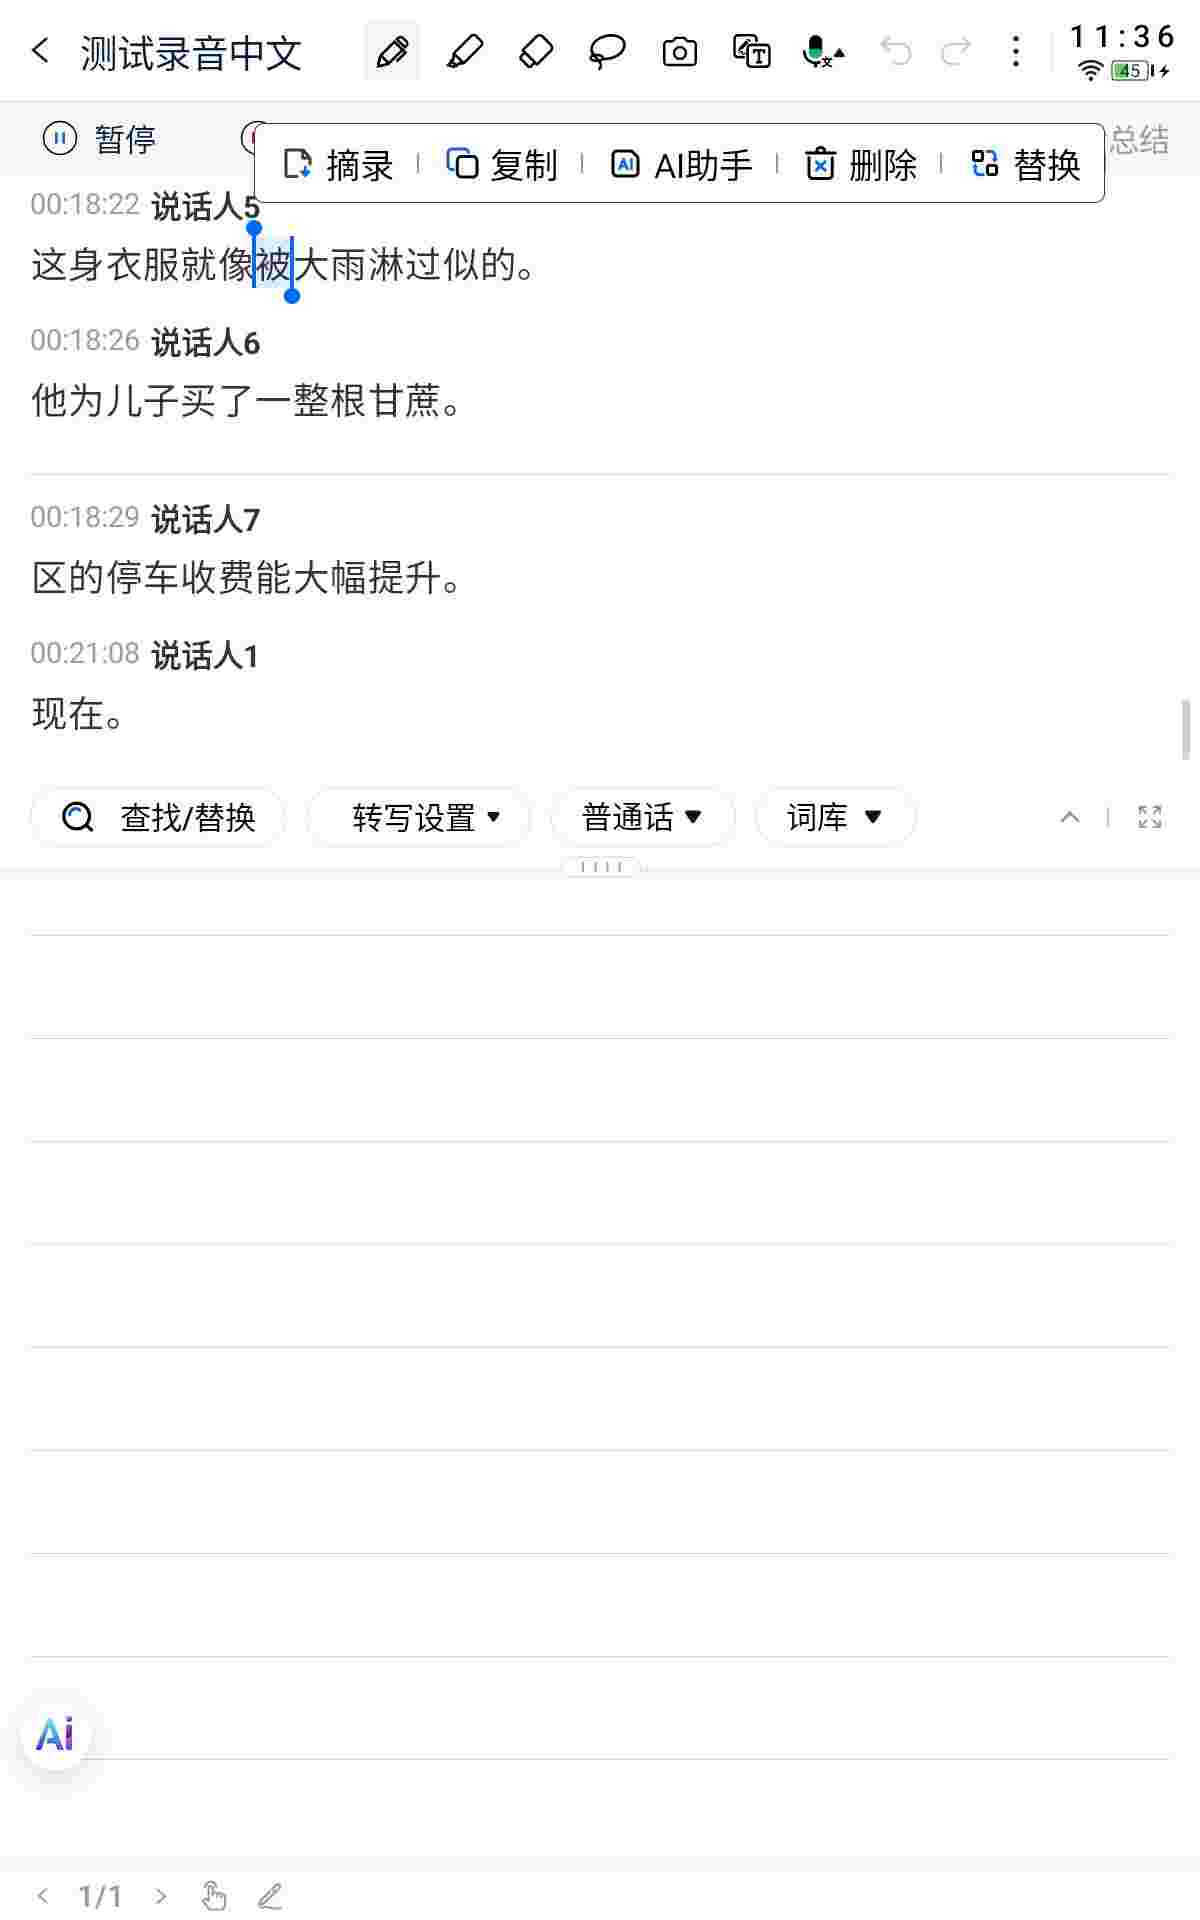 测试录音中文
11:36
45
暂停
总结
摘录 复制 AI助手 删除 替换
00:18:22 说话人5
这身衣服就像被大雨淋过似的。
00:18:26 说话人6
他为儿子买了一整根甘蔗。
00:18:29 说话人7
区的停车收费能大幅提升。
00:21:08 说话人1
现在。
查找/替换 转写设置 普通话 词库
Ai
1/1